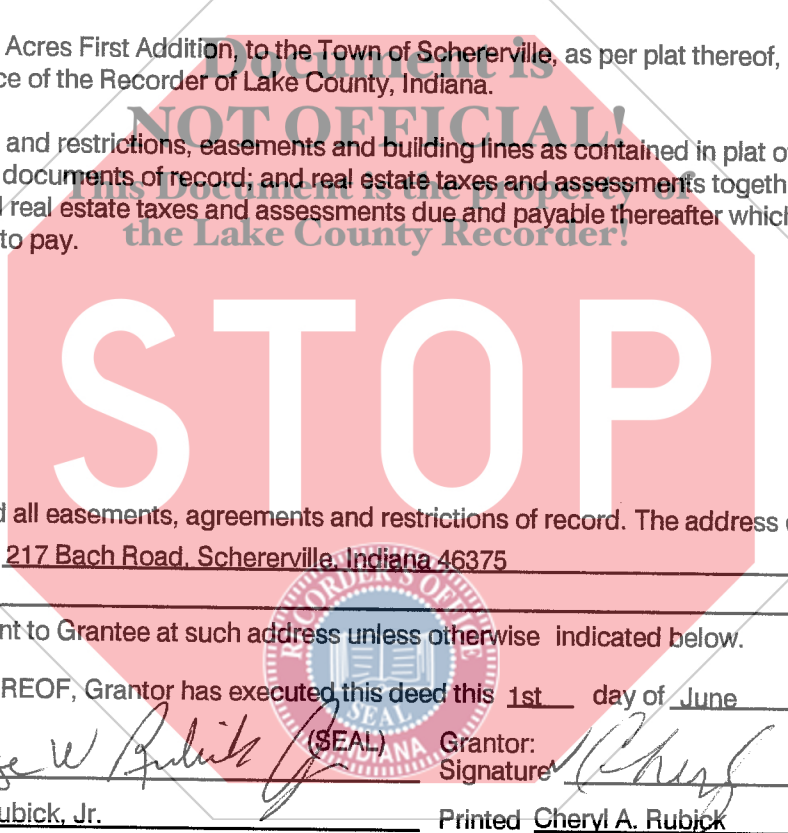 Acres First Addition, to the Town of Schererville, as per plat thereof,
Document is
ce of the Recorder of Lake County, Indiana.
NOT OFFICIAL!
and restrictions, easements and building lines as contained in plat o
documents of record; and real estate taxes and assessments togeth
This Document is the property of
real estate taxes and assessments due and payable thereafter which
the Lake County Recorder!
to pay.
STOP
all easements, agreements and restrictions of record. The address
217 Bach Road, Schererville, Indiana 46375
RECORDER'S OFFICE
nt to Grantee at such address unless otherwise indicated below.
REOF, Grantor has executed this deed this 1st day of June
SEAL
INDIANA
(SEAL) Grantor:
ge W Rubick Jr
Signature Cheryl
ubick, Jr.
Printed Cheryl A. Rubick